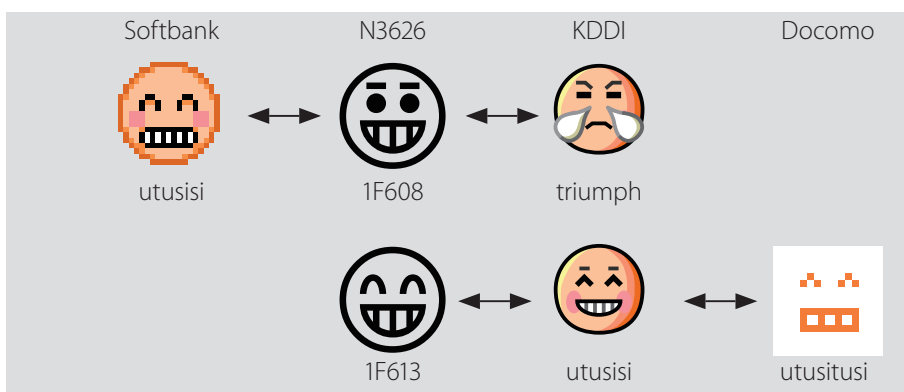 Softbank N3626 KDDI Docomo
utusisi 1F608 triumph
1F613 utusisi utusitusi